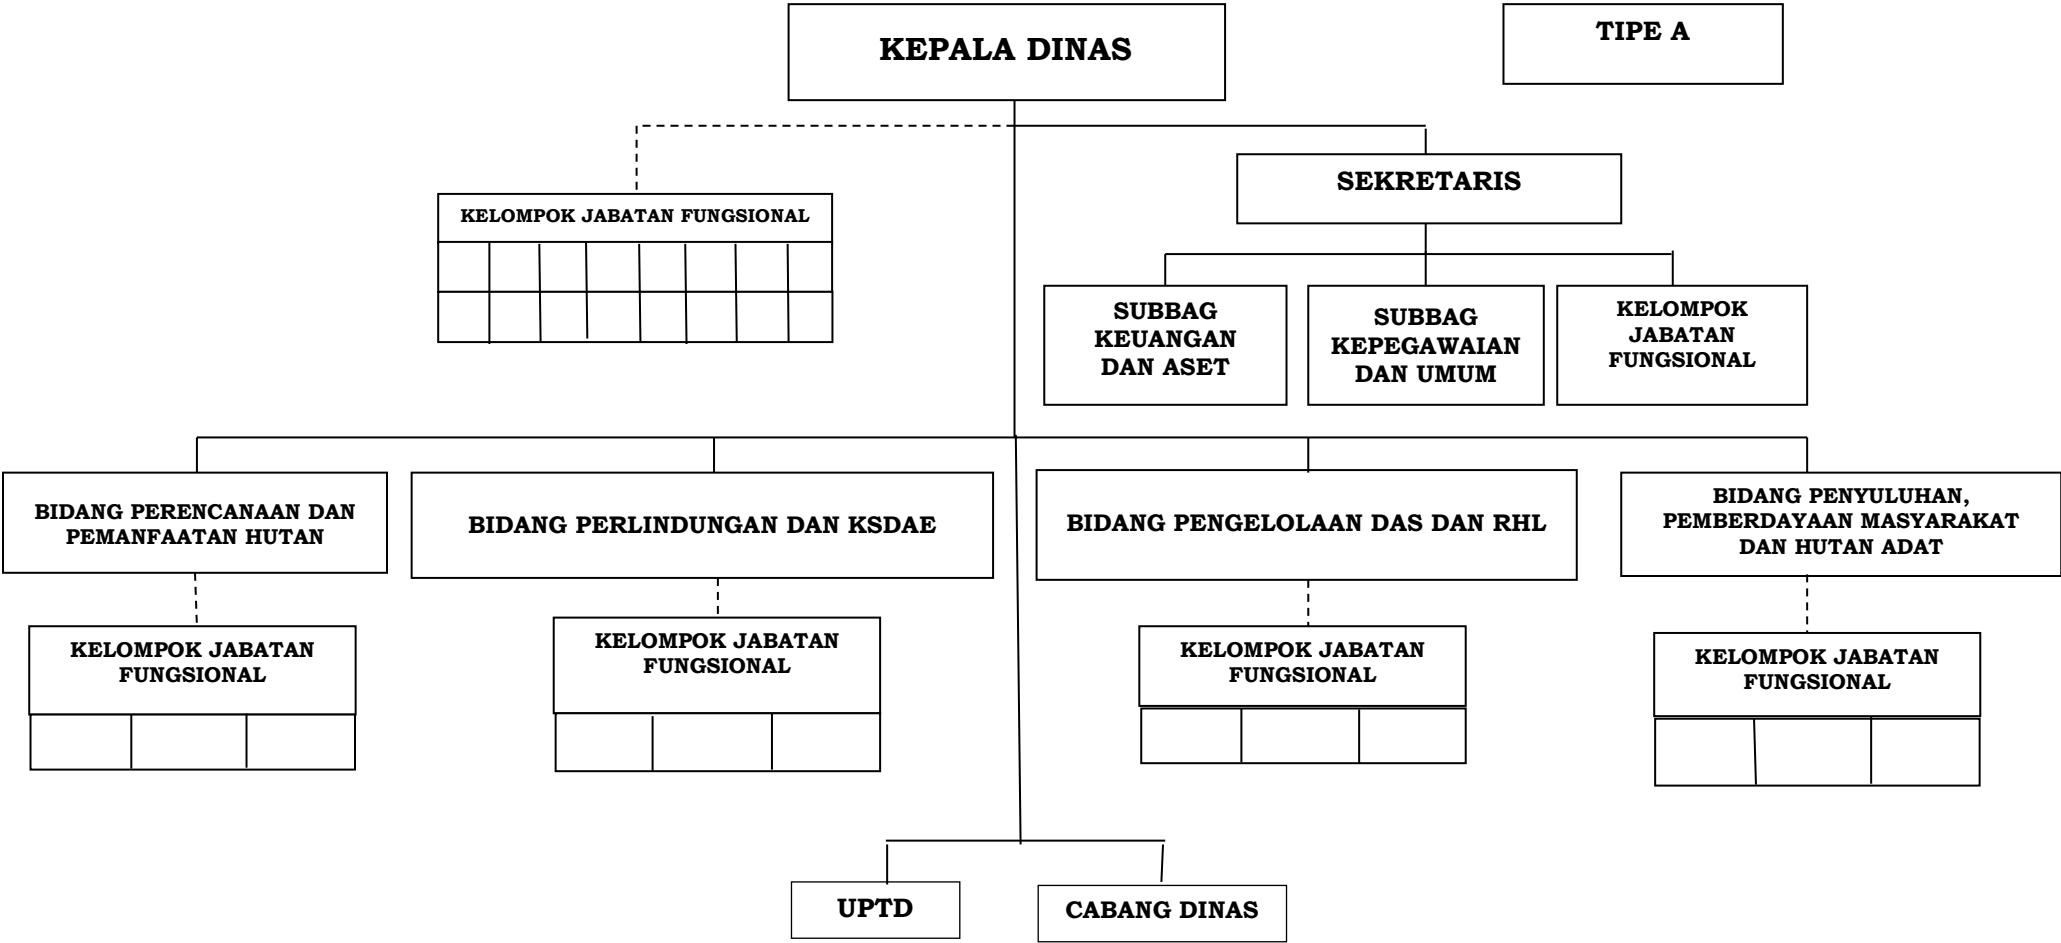 KEPALA DINAS
TIPE A
SEKRETARIS
KELOMPOK JABATAN FUNGSIONAL
SUBBAG
KEUANGAN
DAN ASET
SUBBAG
KEPEGAWAIAN
DAN UMUM
KELOMPOK
JABATAN
FUNGSIONAL
BIDANG PERENCANAAN DAN
PEMANFAATAN HUTAN
BIDANG PERLINDUNGAN DAN KSDAE
BIDANG PENGELOLAAN DAS DAN RHL
BIDANG PENYULUHAN,
PEMBERDAYAAN MASYARAKAT
DAN HUTAN ADAT
KELOMPOK JABATAN
FUNGSIONAL
KELOMPOK JABATAN
FUNGSIONAL
KELOMPOK JABATAN
FUNGSIONAL
KELOMPOK JABATAN
FUNGSIONAL
UPTD
CABANG DINAS